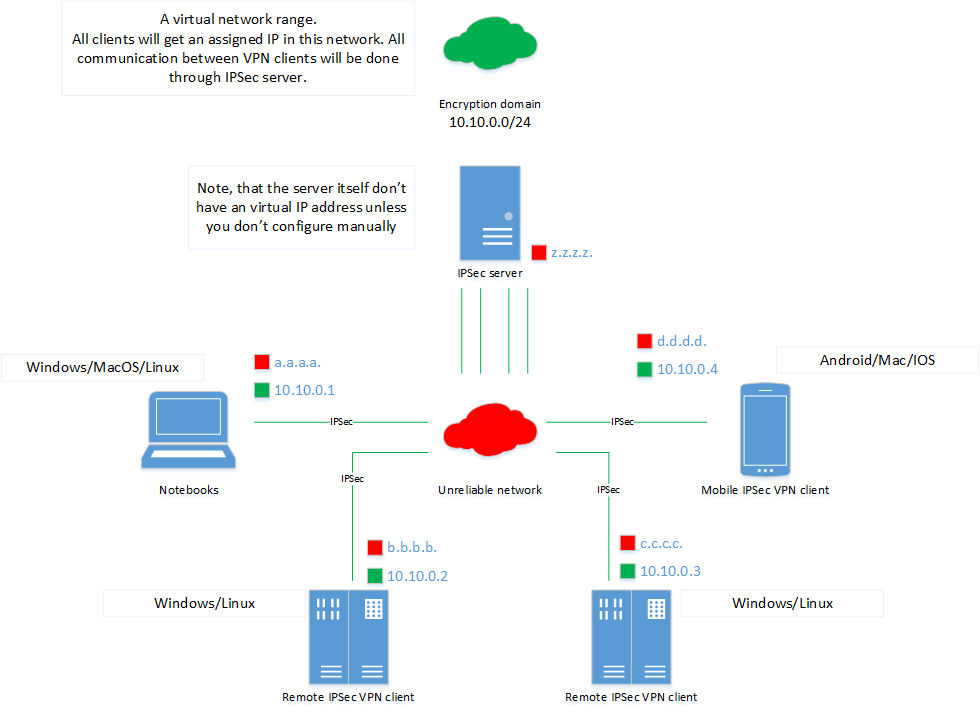 A virtual network range.
All clients will get an assigned IP in this network. All
communication between VPN clients will be done
through IPSec server.
Encryption domain
10.10.0.0/24
Note, that the server itself don't
have an virtual IP address unless
you don't configure manually
z.z.z.z.
IPSec server
Windows/MacOS/Linux
a.a.a.a.
10.10.0.1
d.d.d.d.
10.10.0.4
Android/Mac/IOS
IPSec
IPSec
Notebooks
Unreliable network
Mobile IPSec VPN client
IPSec
IPSec
b.b.b.b.
10.10.0.2
c.c.c.c.
10.10.0.3
Windows/Linux
Windows/Linux
Remote IPSec VPN client
Remote IPSec VPN client